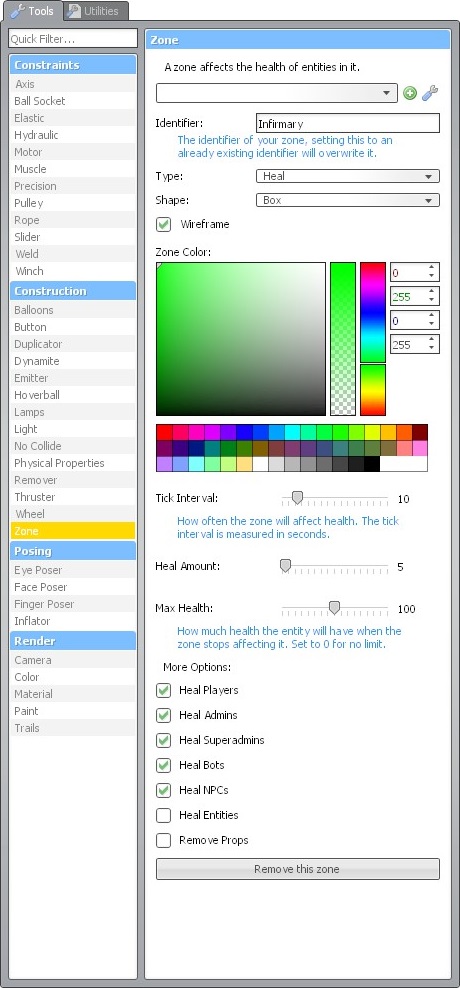 Tools Utilities
Quick Filter...
Constraints
Axis
Ball Socket
Elastic
Hydraulic
Motor
Muscle
Precision
Pulley
Rope
Slider
Weld
Winch
Construction
Balloons
Button
Duplicator
Dynamite
Emitter
Hoverball
Lamps
Light
No Collide
Physical Properties
Remover
Thruster
Wheel
Zone
Posing
Eye Poser
Face Poser
Finger Poser
Inflator
Render
Camera
Color
Material
Paint
Trails
Zone
A zone affects the health of entities in it.
Identifier: Infirmary
The identifier of your zone, setting this to an
already existing identifier will overwrite it.
Type: Heal
Shape: Box
Wireframe
Zone Color:
0
255
0
255
Tick Interval: 10
How often the zone will affect health. The tick
interval is measured in seconds.
Heal Amount: 5
Max Health: 100
How much health the entity will have when the
zone stops affecting it. Set to 0 for no limit.
More Options:
Heal Players
Heal Admins
Heal Superadmins
Heal Bots
Heal NPCs
Heal Entities
Remove Props
Remove this zone